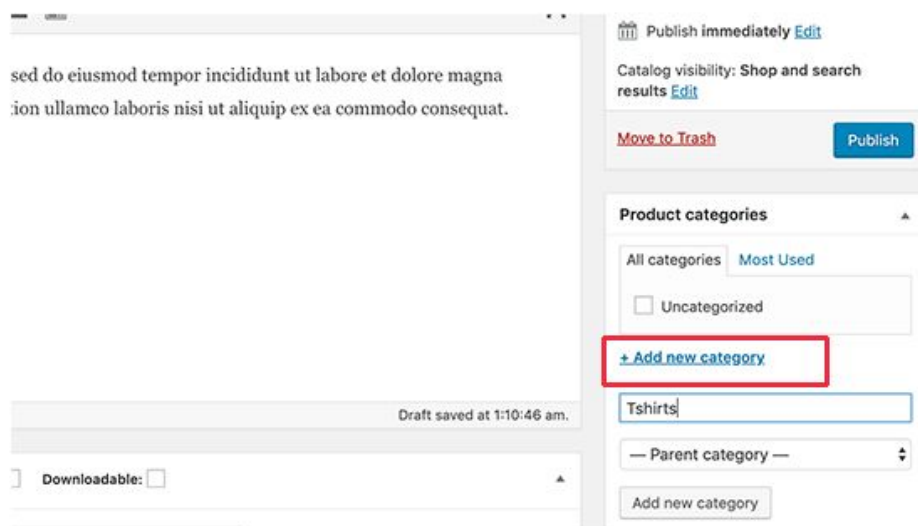 sed do eiusmod tempor incididunt ut labore et dolore magna
tion ullamco laboris nisi ut aliquip ex ea commodo consequat.
Draft saved at 1:10:46 am.
Downloadable:
Publish immediately Edit
Catalog visibility: Shop and search
results Edit
Move to Trash
Publish
Product categories
All categories Most Used
Uncategorized
+ Add new category
Tshirts
— Parent category —
Add new category